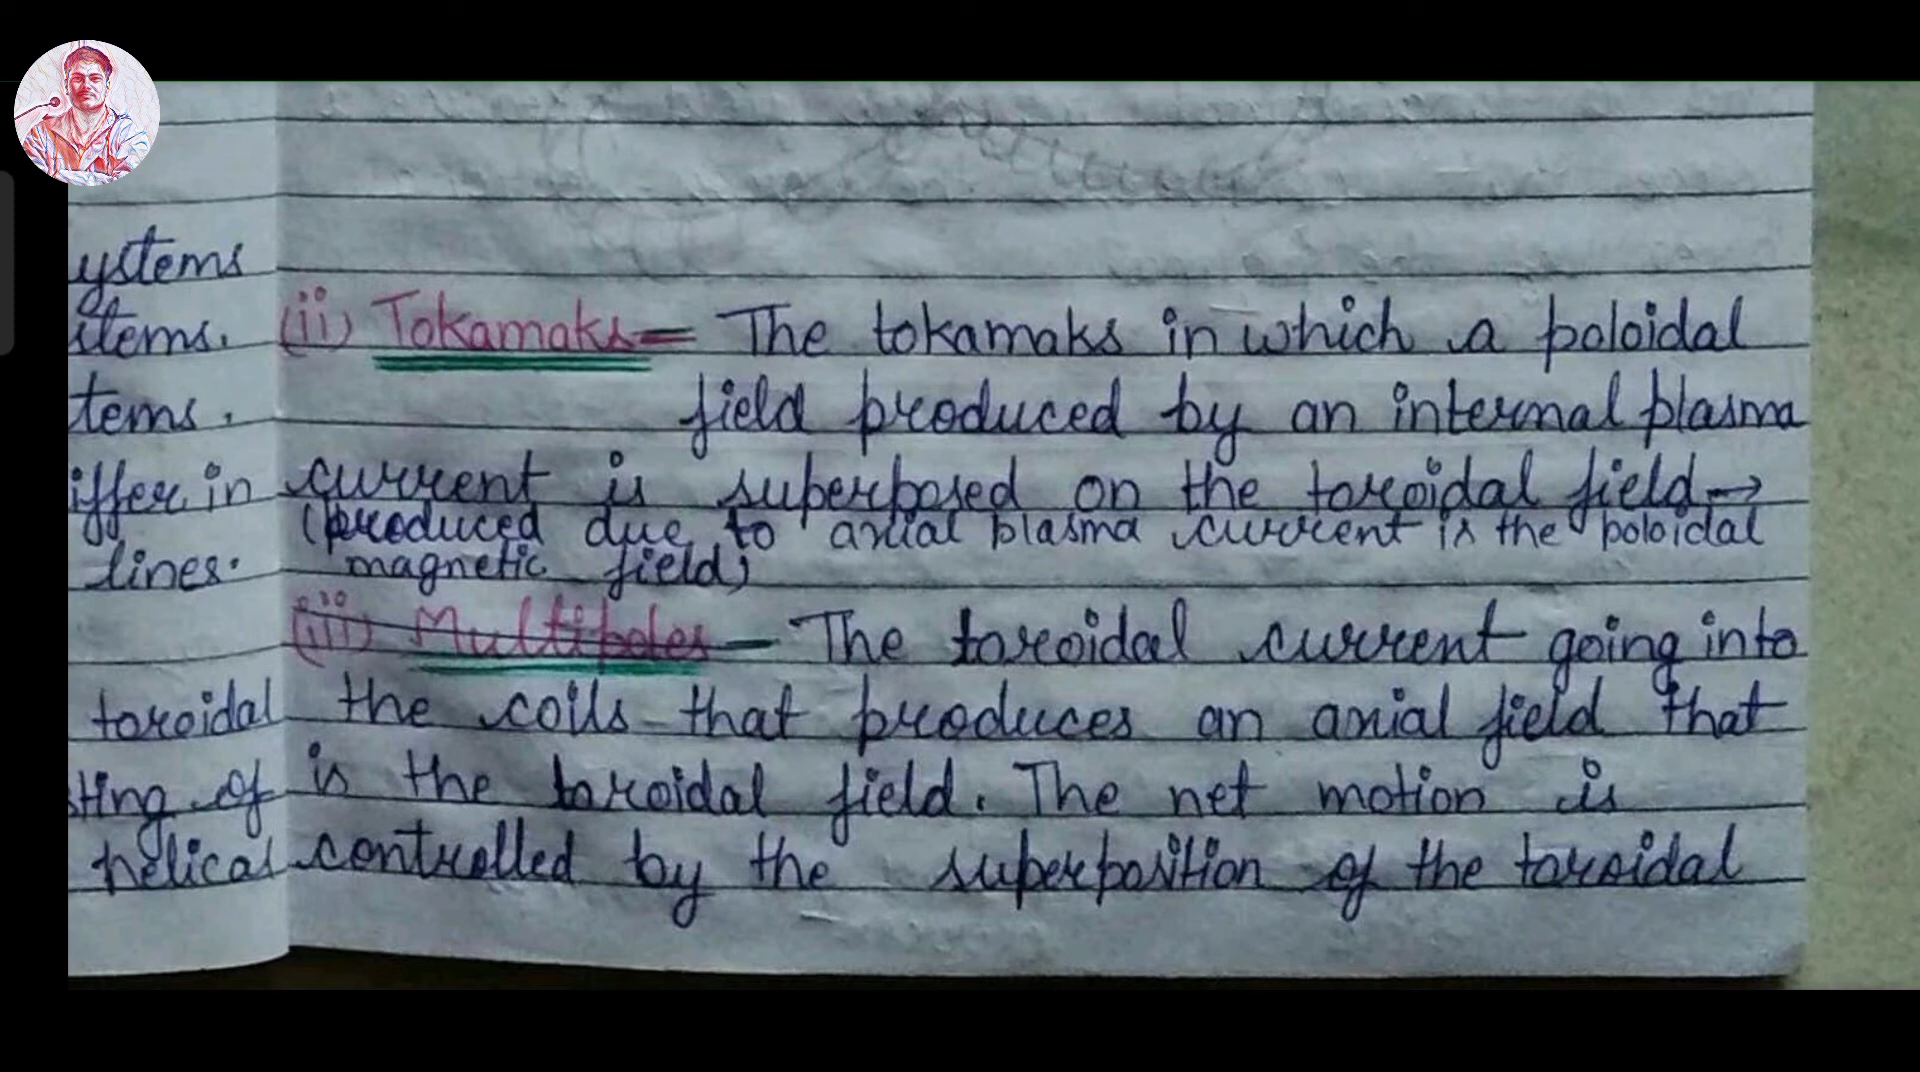 ystems
stems.
tems.
iffer in
lines.
toroidal
sting of
helical
(ii) Tokamaks - The tokamaks in which a poloidal
field produced by an internal plasma
current is superposed on the toroidal field →
(produced due to axial plasma current is the poloidal
magnetic field)
(iii) Multipoles - The toroidal current going into
the coils that produces an axial field that
is the toroidal field. The net motion is
controlled by the superposition of the toroidal